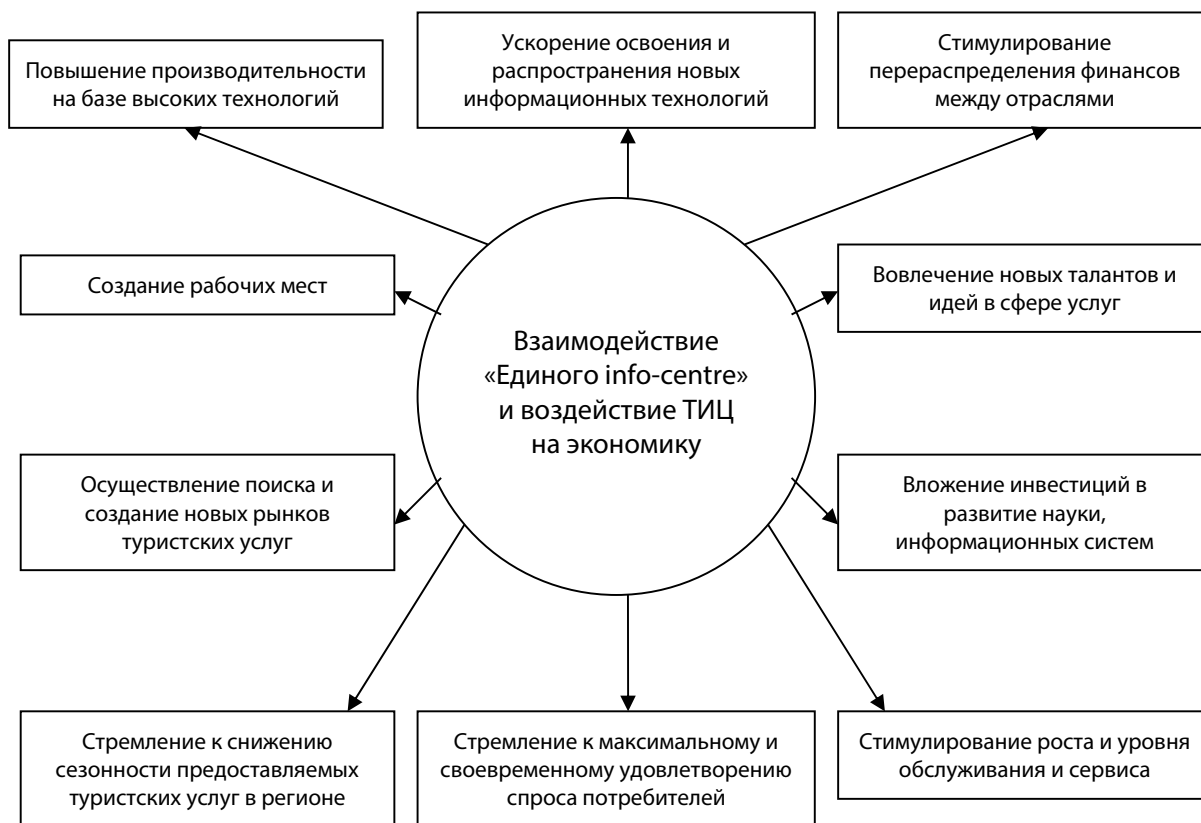 Повышение производительности
на базе высоких технологий
Ускорение освоения и
распространения новых
информационных технологий
Стимулирование
перераспределения финансов
между отраслями
Создание рабочих мест
Вовлечение новых талантов и
идей в сфере услуг
Взаимодействие
«Единого info-centre»
и воздействие ТИЦ
на экономику
Осуществление поиска и
создание новых рынков
туристских услуг
Вложение инвестиций в
развитие науки,
информационных систем
Стремление к снижению
сезонности предоставляемых
туристских услуг в регионе
Стремление к максимальному и
своевременному удовлетворению
спроса потребителей
Стимулирование роста и уровня
обслуживания и сервиса